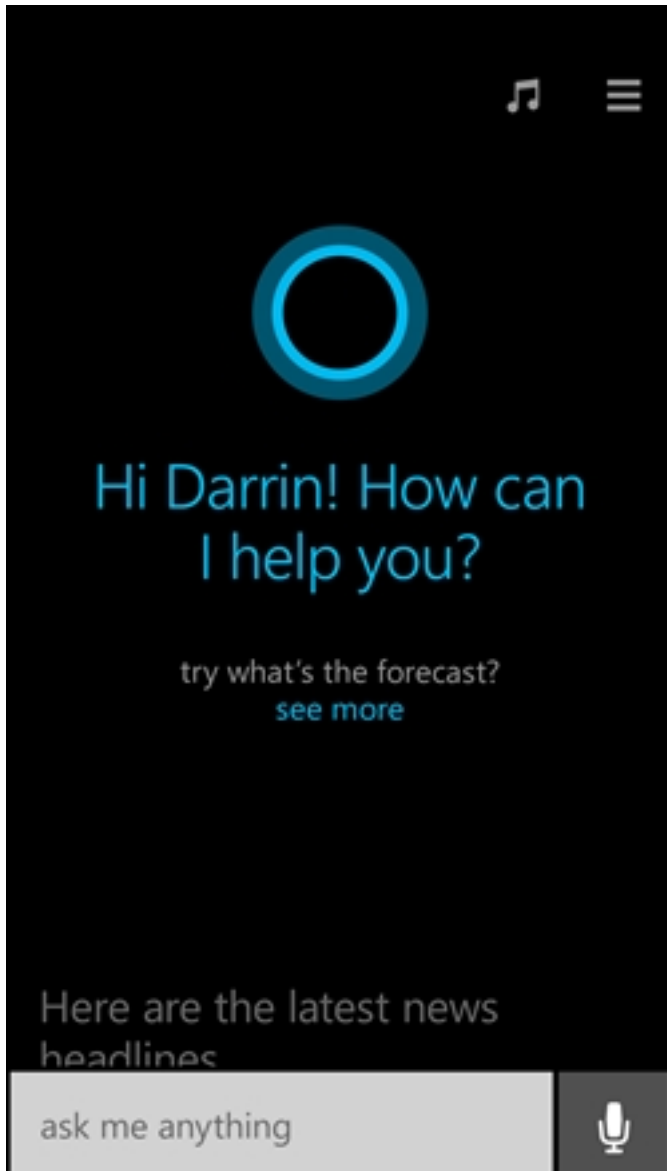 Hi Darrin! How can
I help you?
try what's the forecast?
see more
Here are the latest news
headlines
ask me anything